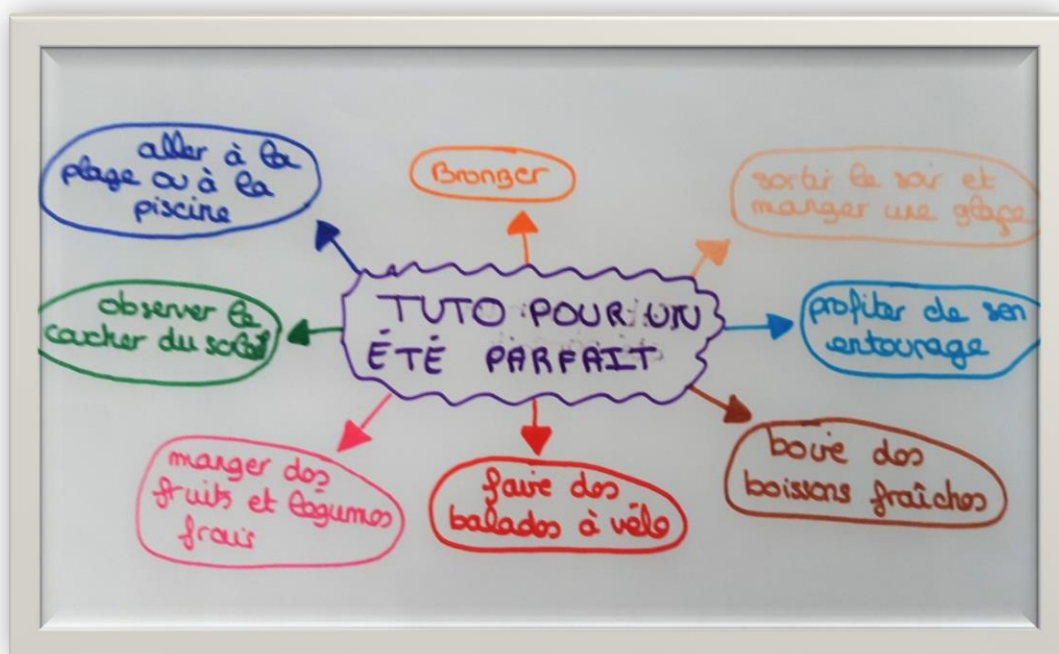 aller à la
plage ou à la
piscine
Bronzer
sortir le soir et
manger une glace
observer le
coucher du soleil
TUTO POUR UN
ÉTÉ PARFAIT
profiter de son
entourage
manger des
fruits et légumes
frais
faire des
balades à vélo
boire des
boissons fraîches